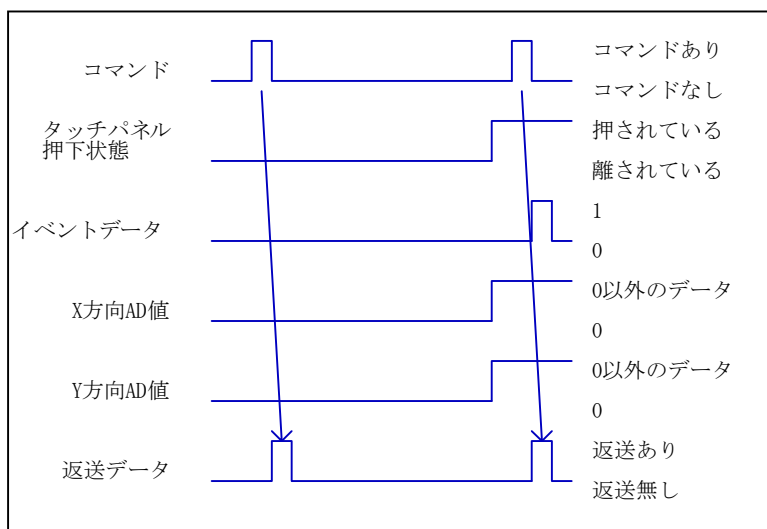 コマンド
コマンドあり
コマンドなし
タッチパネル
押下状態
押されている
離されている
イベントデータ
1
0
X方向AD値
0以外のデータ
0
Y方向AD値
0以外のデータ
0
返送データ
返送あり
返送無し